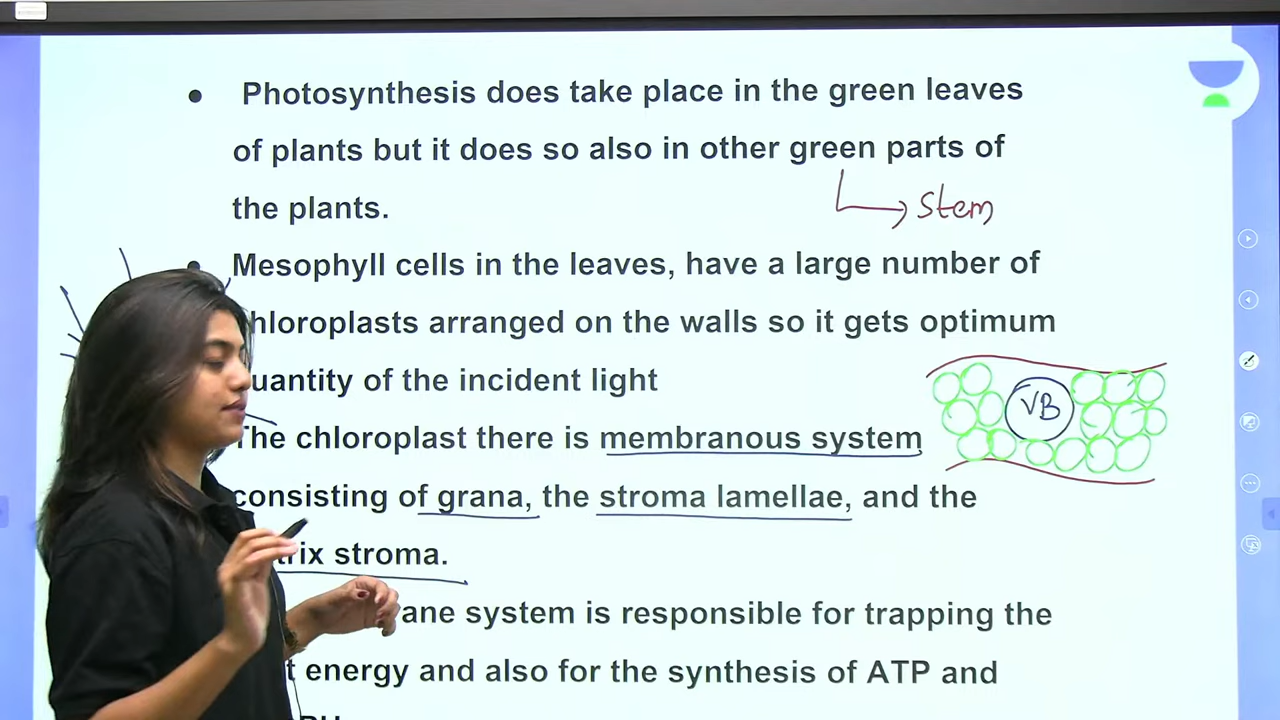 Photosynthesis does take place in the green leaves
of plants but it does so also in other green parts of
the plants.
Stem
Mesophyll cells in the leaves, have a large number of
hloroplasts arranged on the walls so it gets optimum
uantity of the incident light
The chloroplast there is membranous system
VB
consisting of grana, the stroma lamellae, and the
trix stroma.
ane system is responsible for trapping the
t energy and also for the synthesis of ATP and